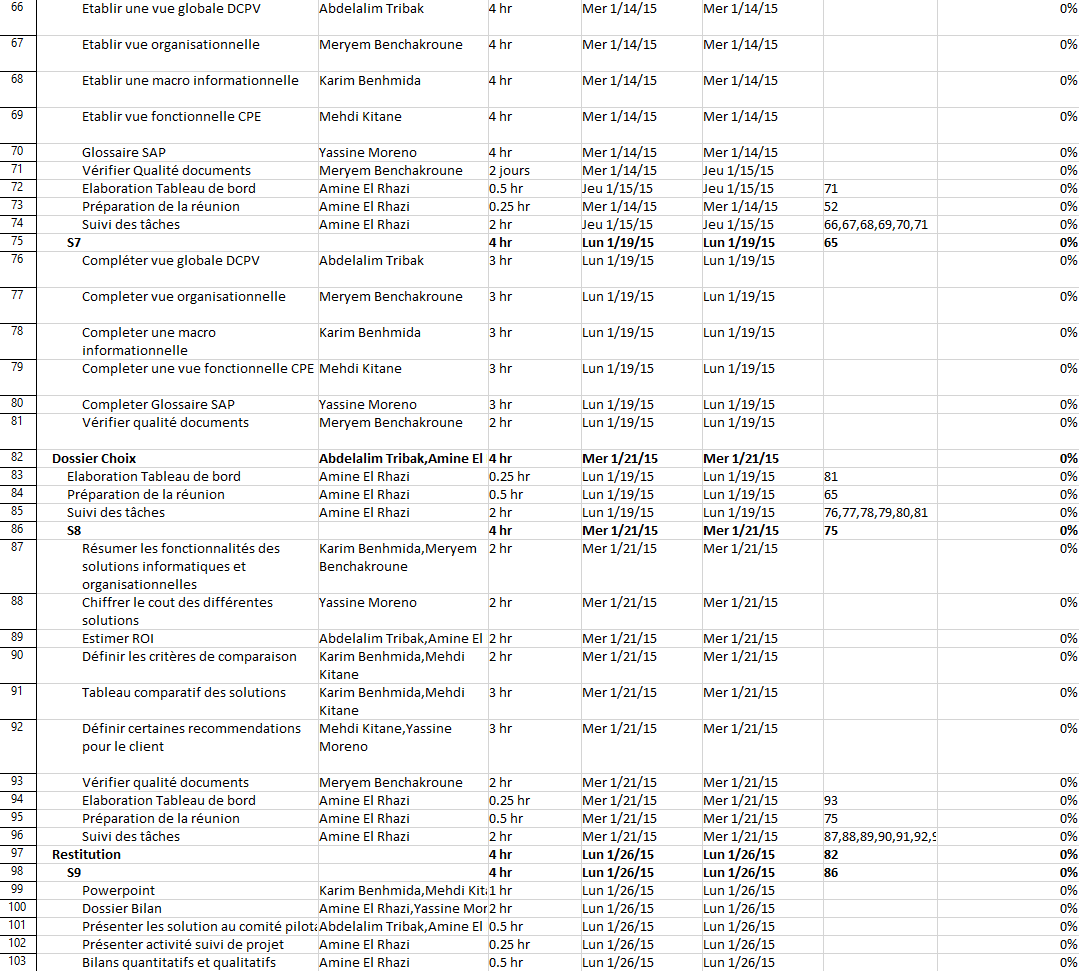 66 Etablir une vue globale DCPV Abdelalim Tribak 4 hr Mer 1/14/15 Mer 1/14/15 0%
67 Etablir vue organisationnelle Meryem Benchakroune 4 hr Mer 1/14/15 Mer 1/14/15 0%
68 Etablir une macro informationnelle Karim Benhmida 4 hr Mer 1/14/15 Mer 1/14/15 0%
69 Etablir vue fonctionnelle CPE Mehdi Kitane 4 hr Mer 1/14/15 Mer 1/14/15 0%
70 Glossaire SAP Yassine Moreno 4 hr Mer 1/14/15 Mer 1/14/15 0%
71 Vérifier Qualité documents Meryem Benchakroune 2 jours Mer 1/14/15 Jeu 1/15/15 0%
72 Elaboration Tableau de bord Amine El Rhazi 0.5 hr Jeu 1/15/15 Jeu 1/15/15 71 0%
73 Préparation de la réunion Amine El Rhazi 0.25 hr Mer 1/14/15 Mer 1/14/15 52 0%
74 Suivi des tâches Amine El Rhazi 2 hr Jeu 1/15/15 Jeu 1/15/15 66,67,68,69,70,71 0%
75 S7 4 hr Lun 1/19/15 Lun 1/19/15 65 0%
76 Compléter vue globale DCPV Abdelalim Tribak 3 hr Lun 1/19/15 Lun 1/19/15 0%
77 Completer vue organisationnelle Meryem Benchakroune 3 hr Lun 1/19/15 Lun 1/19/15 0%
78 Completer une macro Karim Benhmida 3 hr Lun 1/19/15 Lun 1/19/15 0%
informationnelle
79 Completer une vue fonctionnelle CPE Mehdi Kitane 3 hr Lun 1/19/15 Lun 1/19/15 0%
80 Completer Glossaire SAP Yassine Moreno 3 hr Lun 1/19/15 Lun 1/19/15 0%
81 Vérifier qualité documents Meryem Benchakroune 2 hr Lun 1/19/15 Lun 1/19/15 0%
82 Dossier Choix Abdelalim Tribak,Amine El 4 hr Mer 1/21/15 Mer 1/21/15 0%
83 Elaboration Tableau de bord Amine El Rhazi 0.25 hr Lun 1/19/15 Lun 1/19/15 81 0%
84 Préparation de la réunion Amine El Rhazi 0.5 hr Lun 1/19/15 Lun 1/19/15 65 0%
85 Suivi des tâches Amine El Rhazi 2 hr Lun 1/19/15 Lun 1/19/15 76,77,78,79,80,81 0%
86 S8 4 hr Mer 1/21/15 Mer 1/21/15 75 0%
87 Résumer les fonctionnalités des Karim Benhmida,Meryem 2 hr Mer 1/21/15 Mer 1/21/15 0%
solutions informatiques et Benchakroune
organisationnelles
88 Chiffrer le cout des différentes Yassine Moreno 2 hr Mer 1/21/15 Mer 1/21/15 0%
solutions
89 Estimer ROI Abdelalim Tribak,Amine El 2 hr Mer 1/21/15 Mer 1/21/15 0%
90 Définir les critères de comparaison Karim Benhmida,Mehdi 2 hr Mer 1/21/15 Mer 1/21/15 0%
Kitane
91 Tableau comparatif des solutions Karim Benhmida,Mehdi 3 hr Mer 1/21/15 Mer 1/21/15 0%
Kitane
92 Définir certaines recommendations Mehdi Kitane,Yassine 3 hr Mer 1/21/15 Mer 1/21/15 0%
pour le client Moreno
93 Vérifier qualité documents Meryem Benchakroune 2 hr Mer 1/21/15 Mer 1/21/15 0%
94 Elaboration Tableau de bord Amine El Rhazi 0.25 hr Mer 1/21/15 Mer 1/21/15 93 0%
95 Préparation de la réunion Amine El Rhazi 0.5 hr Mer 1/21/15 Mer 1/21/15 75 0%
96 Suivi des tâches Amine El Rhazi 2 hr Mer 1/21/15 Mer 1/21/15 87,88,89,90,91,92, 0%
97 Restitution 4 hr Lun 1/26/15 Lun 1/26/15 82 0%
98 S9 4 hr Lun 1/26/15 Lun 1/26/15 86 0%
99 Powerpoint Karim Benhmida,Mehdi Kit 1 hr Lun 1/26/15 Lun 1/26/15 0%
100 Dossier Bilan Amine El Rhazi,Yassine Mor 2 hr Lun 1/26/15 Lun 1/26/15 0%
101 Présenter les solution au comité pilot Abdelalim Tribak,Amine El 0.5 hr Lun 1/26/15 Lun 1/26/15 0%
102 Présenter activité suivi de projet Amine El Rhazi 0.25 hr Lun 1/26/15 Lun 1/26/15 0%
103 Bilans quantitatifs et qualitatifs Amine El Rhazi 0.5 hr Lun 1/26/15 Lun 1/26/15 0%